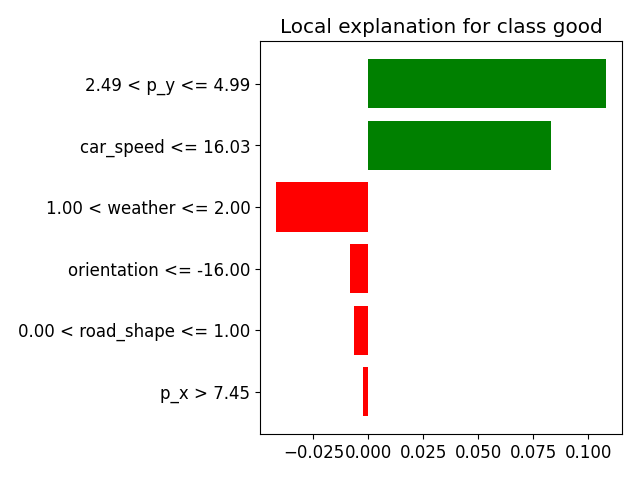 Local explanation for class good
2.49 < p_y <= 4.99
car_speed <= 16.03
1.00 < weather <= 2.00
orientation <= -16.00
0.00 < road_shape <= 1.00
p_x > 7.45
−0.025 0.000 0.025 0.050 0.075 0.100